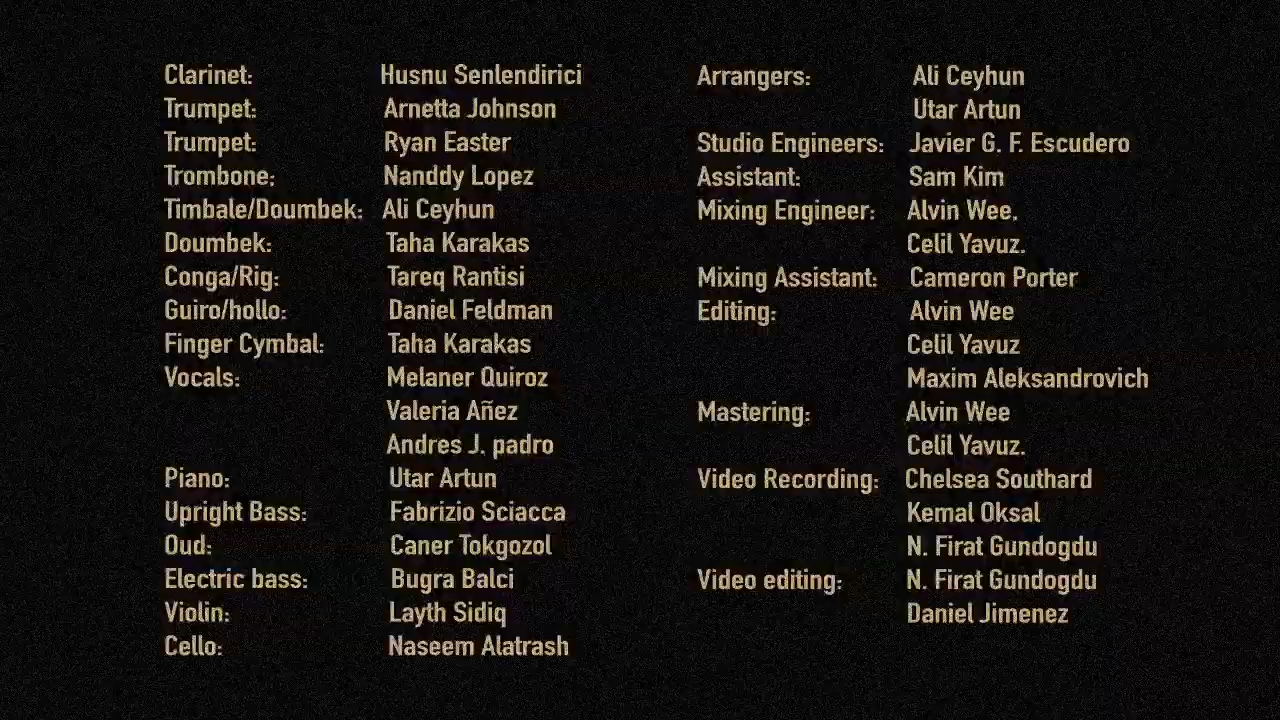 Clarinet: Husnu Senlendirici
Trumpet: Arnetta Johnson
Trumpet: Ryan Easter
Trombone: Nanddy Lopez
Timbale/Doumbek: Ali Ceyhun
Doumbek: Taha Karakas
Conga/Rig: Tareq Rantisi
Guiro/hollo: Daniel Feldman
Finger Cymbal: Taha Karakas
Vocals: Melaner Quiroz
Valeria Añez
Andres J. padro
Piano: Utar Artun
Upright Bass: Fabrizio Sciacca
Oud: Caner Tokgozol
Electric bass: Bugra Balci
Violin: Layth Sidiq
Cello: Naseem Alatrash
Arrangers: Ali Ceyhun
Utar Artun
Studio Engineers: Javier G. F. Escudero
Assistant: Sam Kim
Mixing Engineer: Alvin Wee.
Celil Yavuz.
Mixing Assistant: Cameron Porter
Editing: Alvin Wee
Celil Yavuz
Maxim Aleksandrovich
Mastering: Alvin Wee
Celil Yavuz.
Video Recording: Chelsea Southard
Kemal Oksal
N. Firat Gundogdu
Video editing: N. Firat Gundogdu
Daniel Jimenez